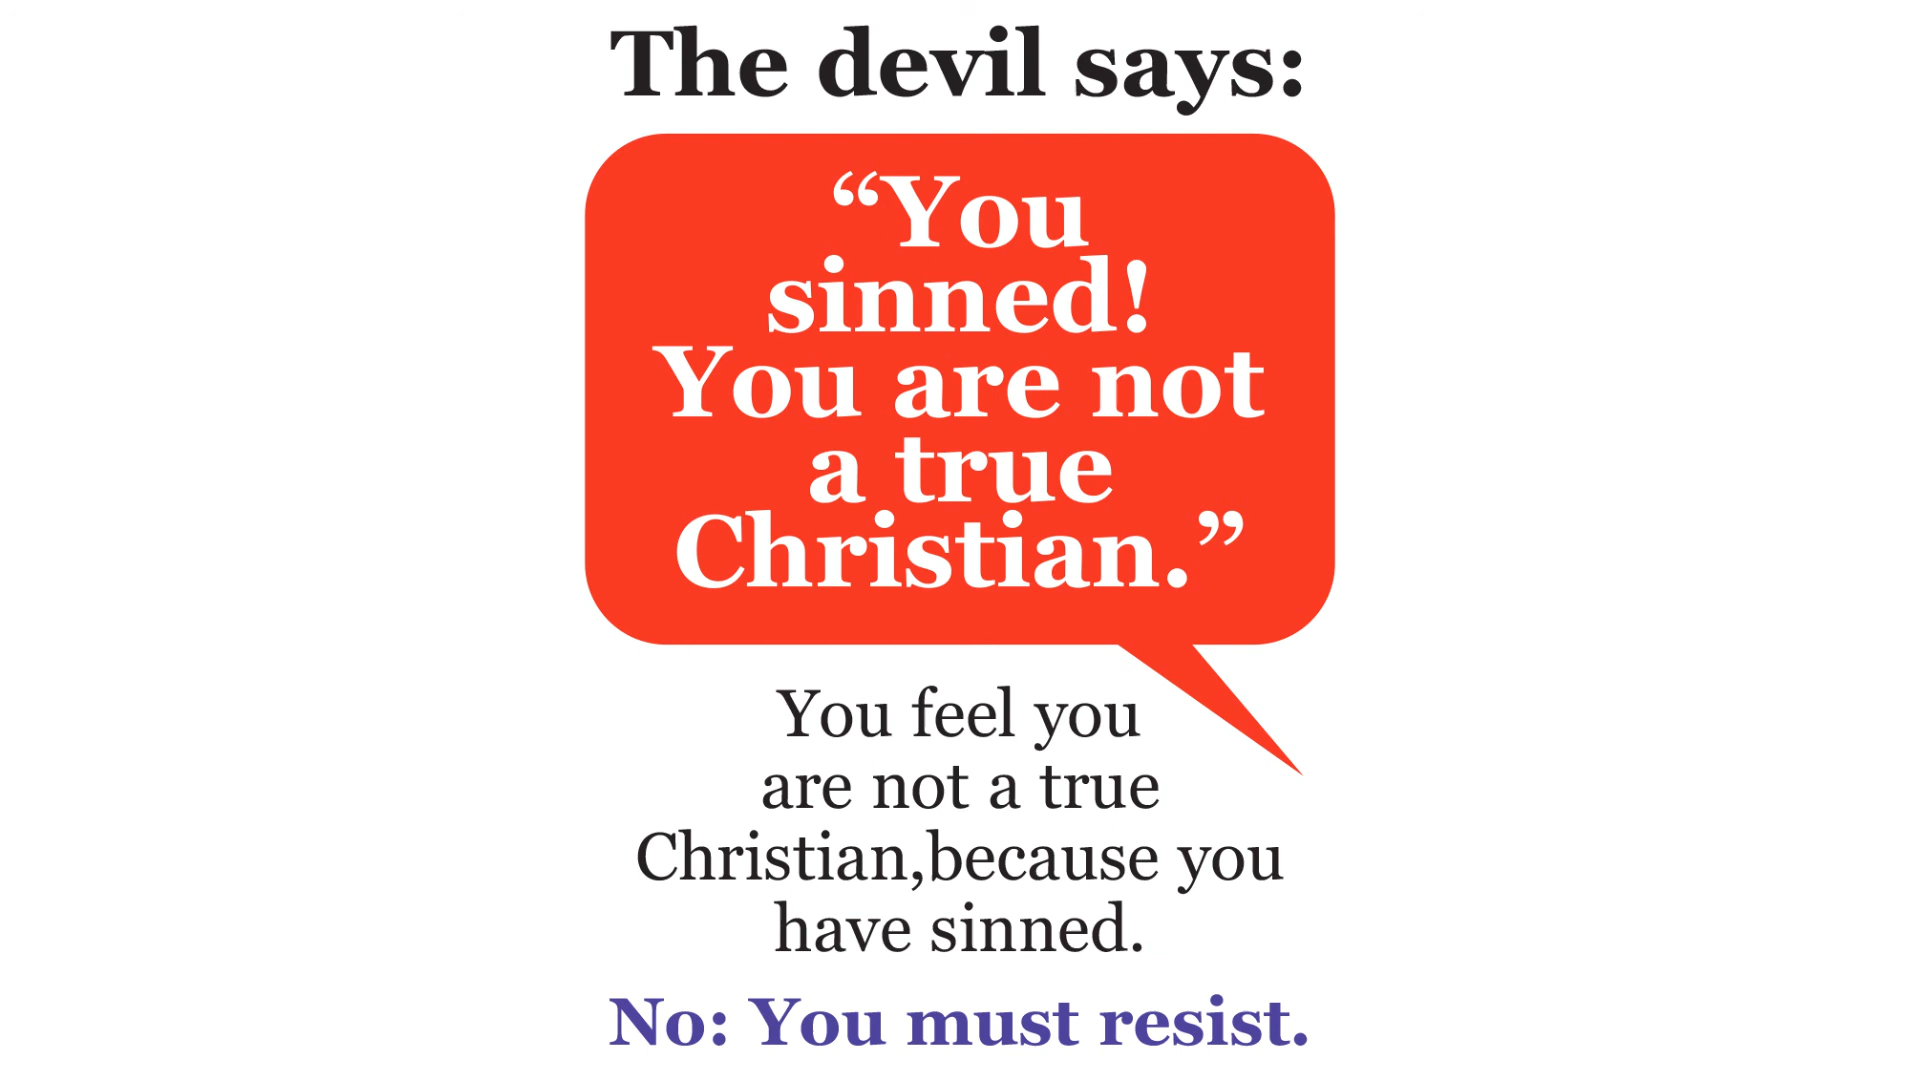 The devil says:
“You
sinned!
You are not
a true
Christian.”
You feel you
are not a true
Christian,because you
have sinned.
No: You must resist.